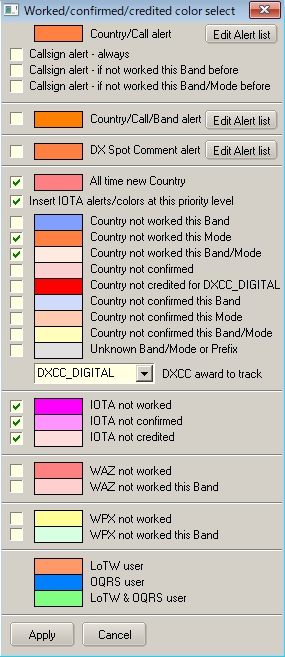 Worked/confirmed/credited color select
Country/Call alert
Edit Alert list
Callsign alert - always
Callsign alert - if not worked this Band before
Callsign alert - if not worked this Band/Mode before
Country/Call/Band alert
Edit Alert list
DX Spot Comment alert
Edit Alert list
All time new Country
Insert IOTA alerts/colors at this priority level
Country not worked this Band
Country not worked this Mode
Country not worked this Band/Mode
Country not confirmed
Country not credited for DXCC_DIGITAL
Country not confirmed this Band
Country not confirmed this Mode
Country not confirmed this Band/Mode
Unknown Band/Mode or Prefix
DXCC_DIGITAL
DXCC award to track
IOTA not worked
IOTA not confirmed
IOTA not credited
WAZ not worked
WAZ not worked this Band
WPX not worked
WPX not worked this Band
LoTW user
OQRS user
LoTW & OQRS user
Apply
Cancel